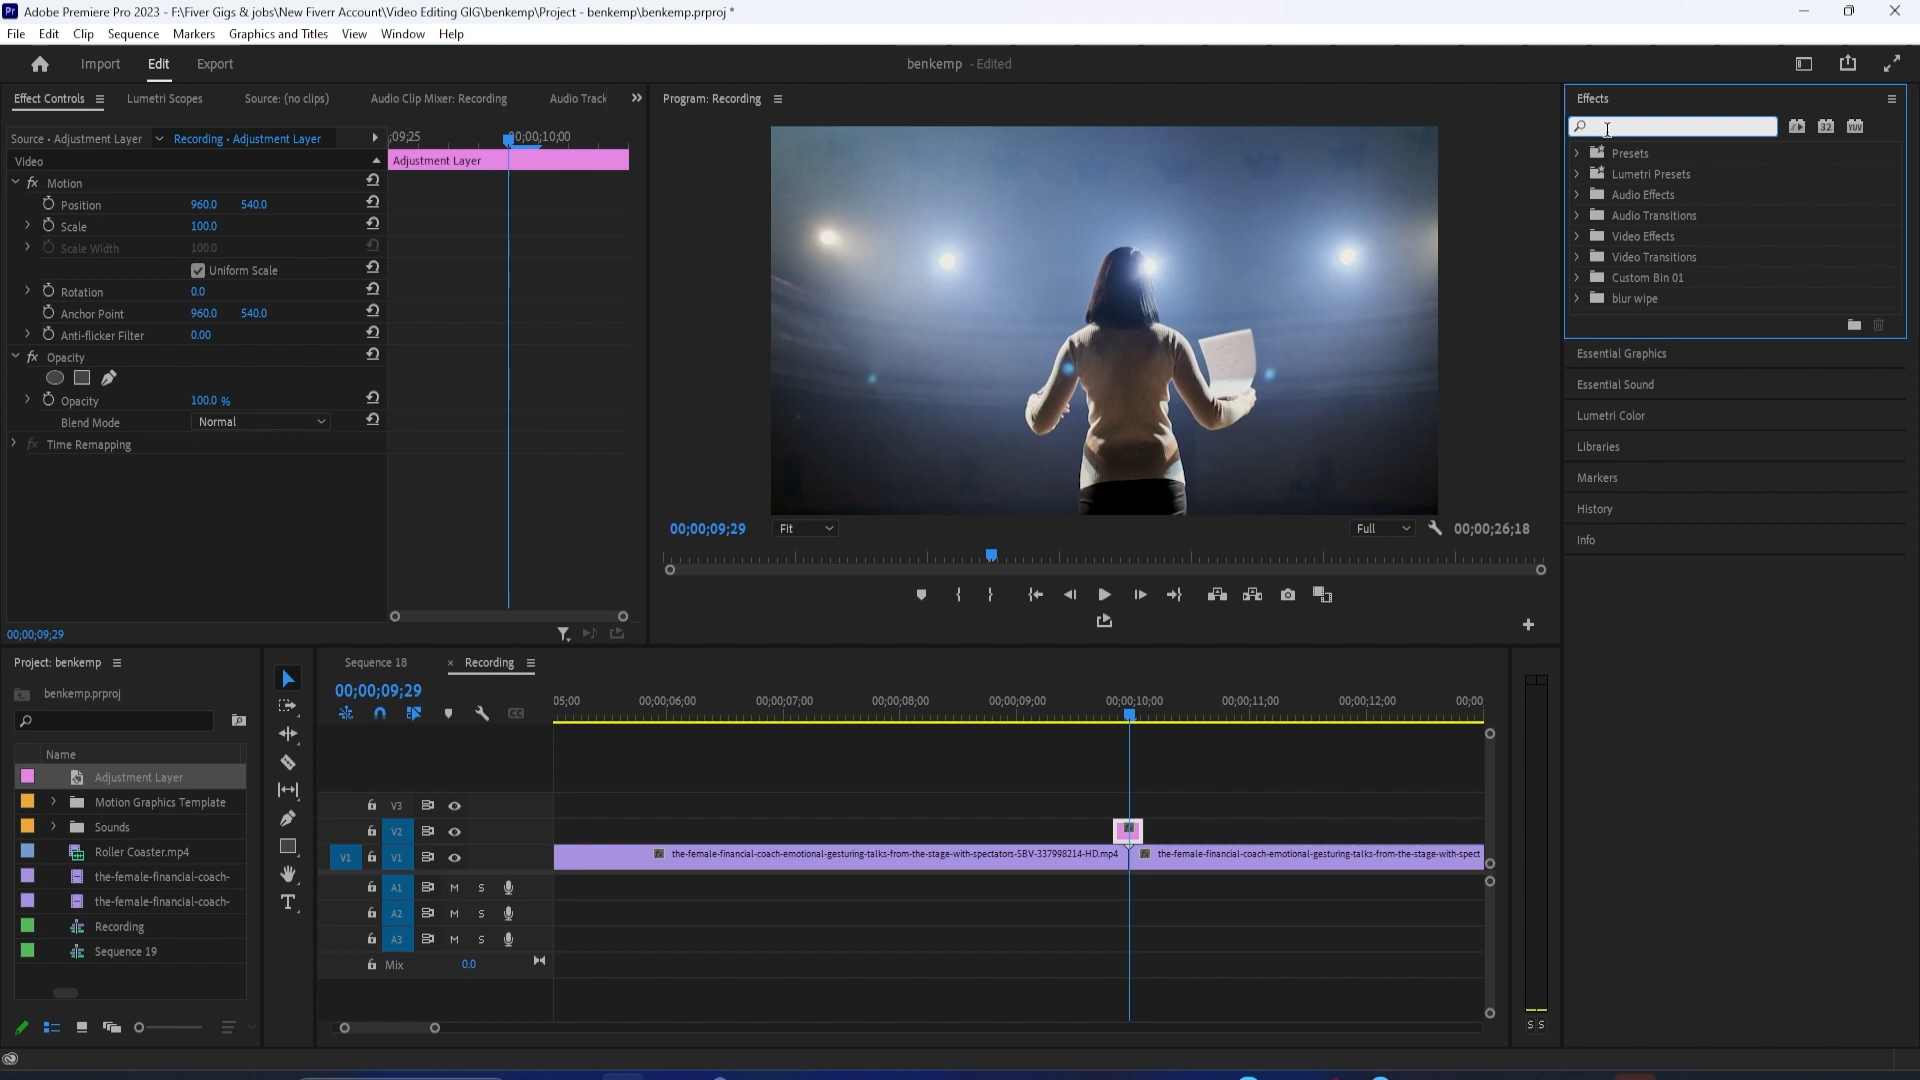 Pr Adobe Premiere Pro 2023 - F:\Fiver Gigs & jobs\New Fiverr Account\Video Editing GIG\benkemp\Project - benkemp\benkemp.prproj *
File Edit Clip Sequence Markers Graphics and Titles View Window Help
Import Edit Export
benkemp - Edited
Effect Controls Lumetri Scopes Source: (no clips) Audio Clip Mixer: Recording Audio Track
Source • Adjustment Layer Recording • Adjustment Layer
;09;25 00;00;10;00
Video
Adjustment Layer
fx Motion
Position 960.0 540.0
Scale 100.0
Scale Width 100.0
Uniform Scale
Rotation 0.0
Anchor Point 960.0 540.0
Anti-flicker Filter 0.00
fx Opacity
Opacity 100.0 %
Blend Mode Normal
fx Time Remapping
00;00;09;29
Program: Recording
00;00;09;29 Fit Full 00;00;26;18
Effects
32 YUV
Presets
Lumetri Presets
Audio Effects
Audio Transitions
Video Effects
Video Transitions
Custom Bin 01
blur wipe
Essential Graphics
Essential Sound
Lumetri Color
Libraries
Markers
History
Info
Project: benkemp
benkemp.prproj
Name
Adjustment Layer
Motion Graphics Template
Sounds
Roller Coaster.mp4
the-female-financial-coach-
the-female-financial-coach-
Recording
Sequence 19
Sequence 18 × Recording
00;00;09;29
05;00 00;00;06;00 00;00;07;00 00;00;08;00 00;00;09;00 00;00;10;00 00;00;11;00 00;00;12;00 00;00;
V3
V2
V1 V1 the-female-financial-coach-emotional-gesturing-talks-from-the-stage-with-spectators-SBV-337998214-HD.mp4 the-female-financial-coach-emotional-gesturing-talks-from-the-stage-with-spect
A1 M S
A2 M S
A3 M S
Mix 0.0
S S